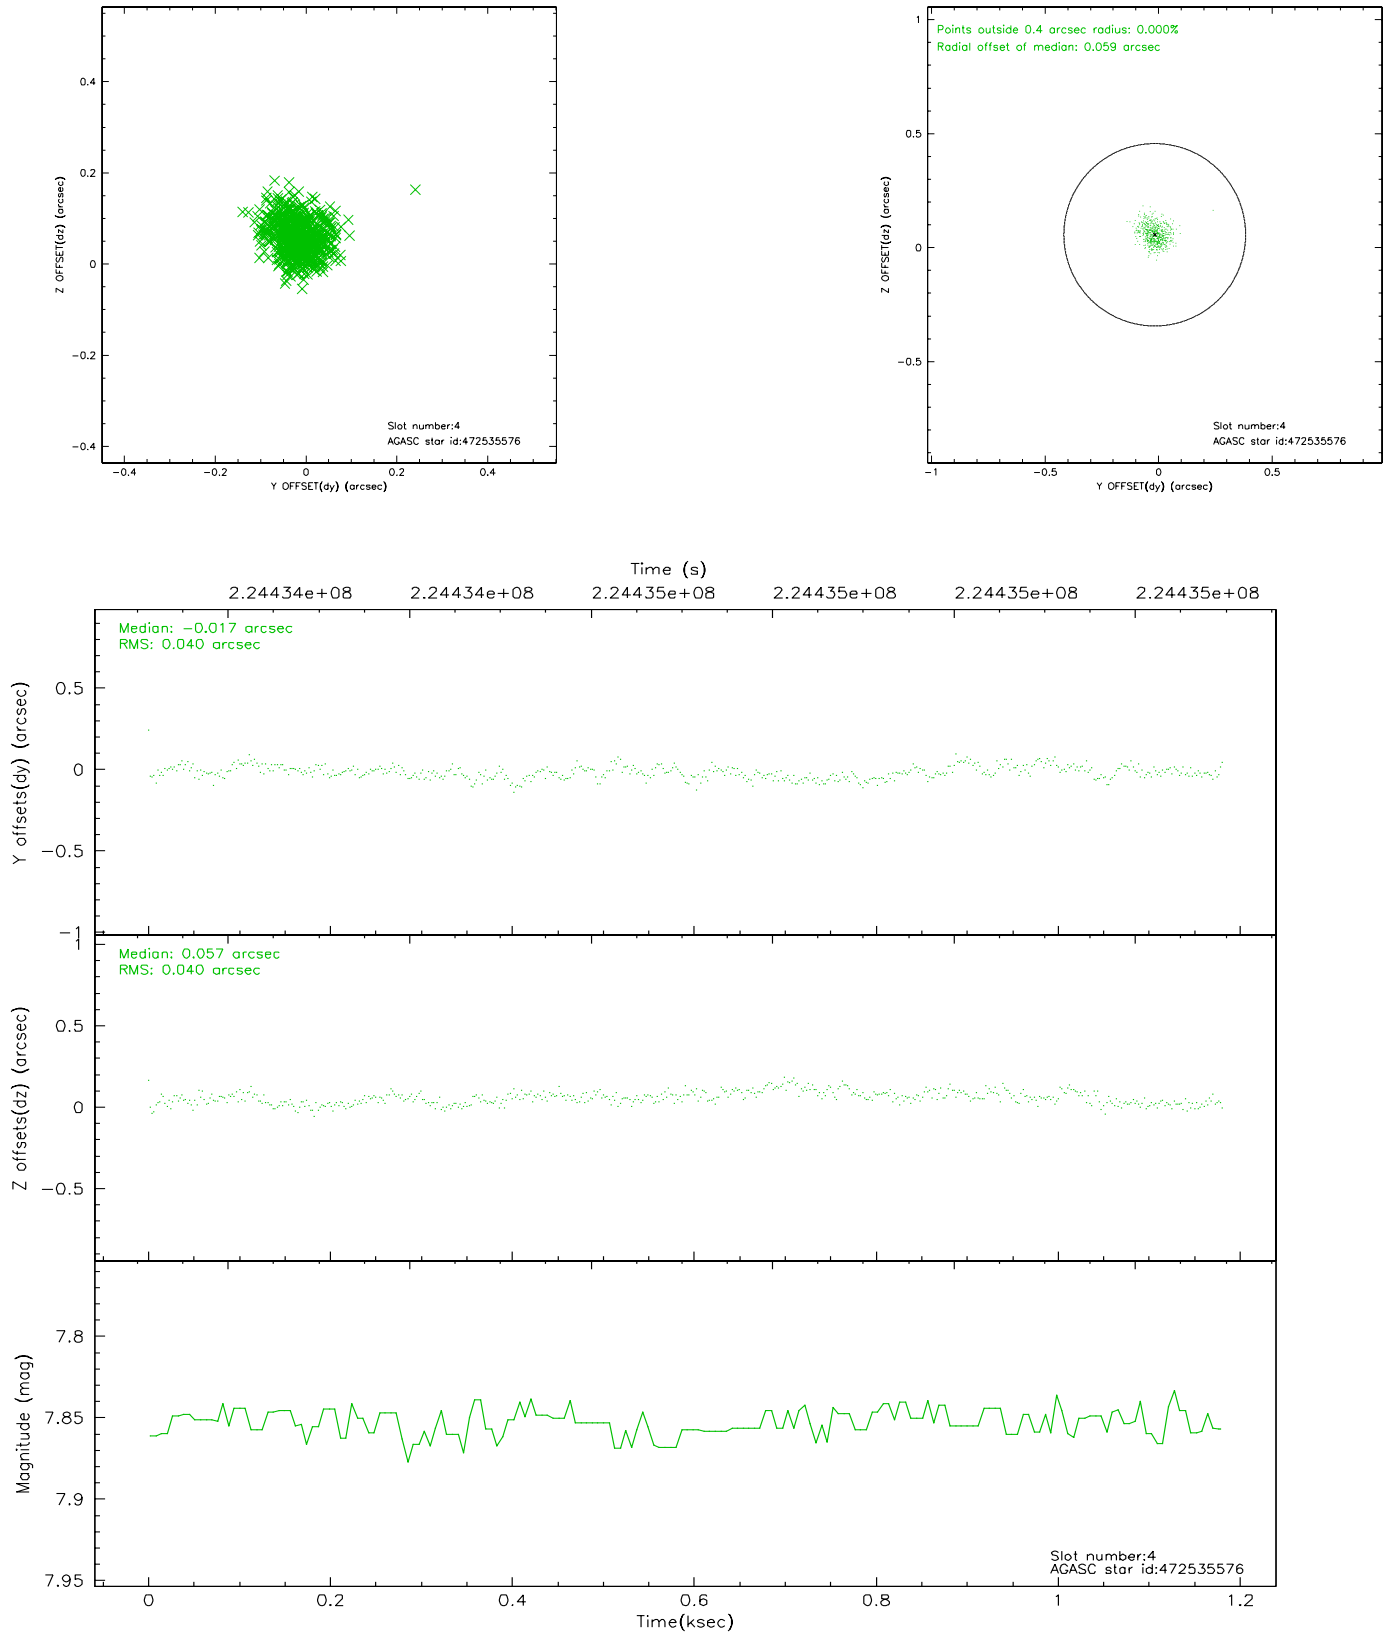 0.4
0.2
0
−0.2
−0.4
Z OFFSET(dz) (arcsec)
−0.4 −0.2 0 0.2 0.4
Y OFFSET(dy) (arcsec)
Slot number:4
AGASC star id:472535576
Points outside 0.4 arcsec radius: 0.000%
Radial offset of median: 0.059 arcsec
1
0.5
0
−0.5
Z OFFSET(dz) (arcsec)
−1 −0.5 0 0.5
Y OFFSET(dy) (arcsec)
Slot number:4
AGASC star id:472535576
Time (s)
2.24434e+08 2.24434e+08 2.24435e+08 2.24435e+08 2.24435e+08 2.24435e+08
Median: −0.017 arcsec
RMS: 0.040 arcsec
0.5
0
−0.5
−1
Y offsets(dy) (arcsec)
Median: 0.057 arcsec
RMS: 0.040 arcsec
1
0.5
0
−0.5
Z offsets(dz) (arcsec)
7.8
7.85
7.9
7.95
Magnitude (mag)
Slot number:4
AGASC star id:472535576
0 0.2 0.4 0.6 0.8 1 1.2
Time(ksec)